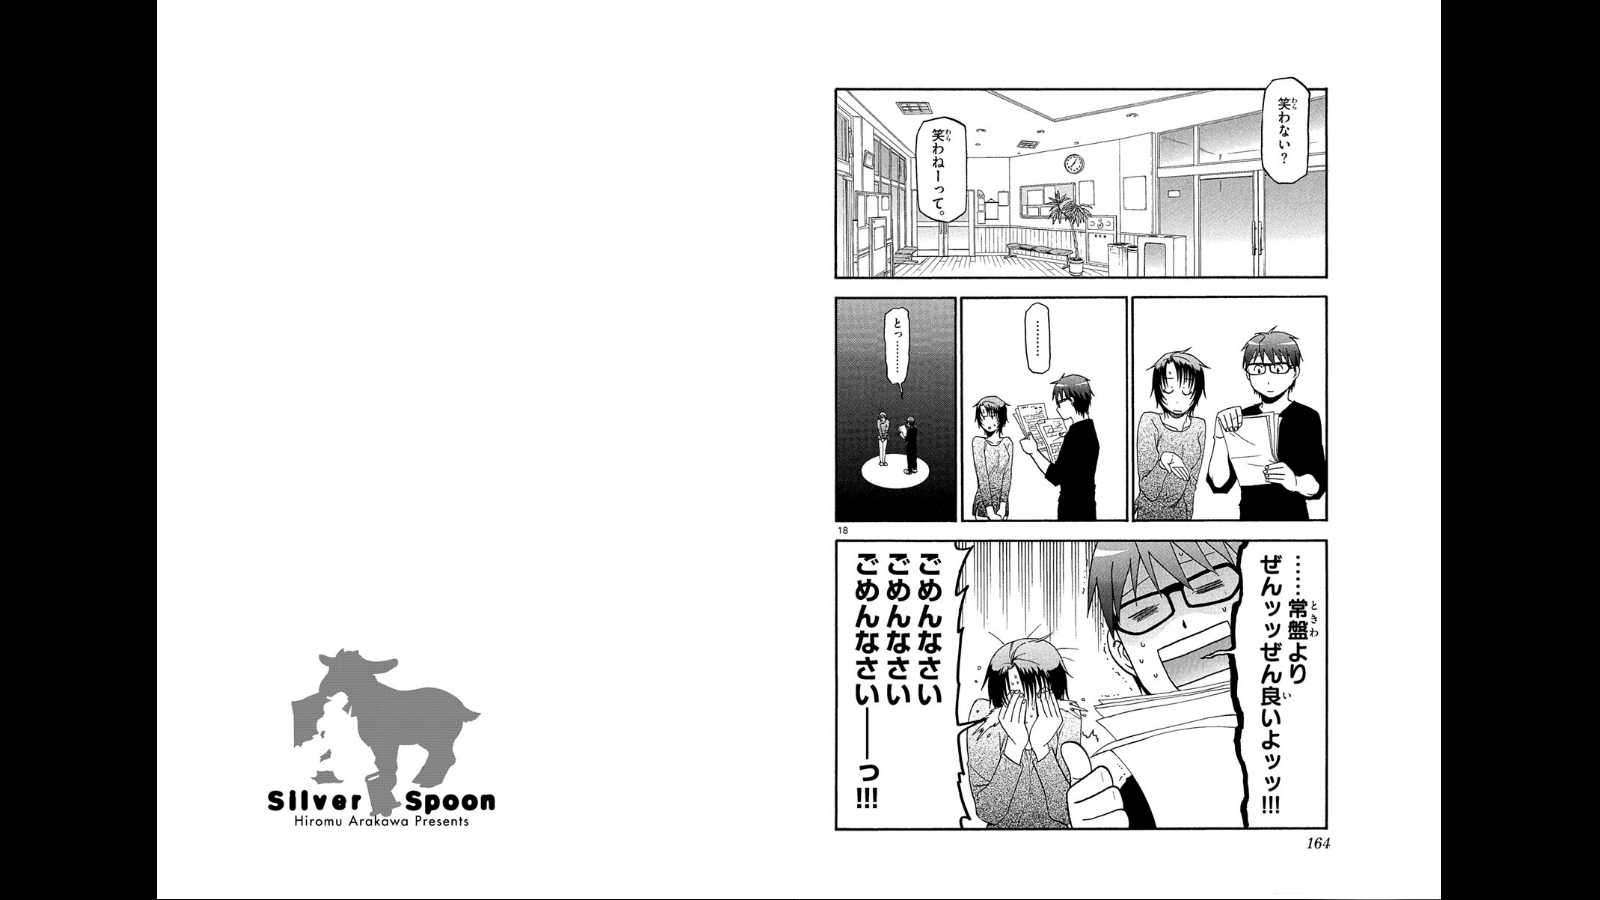 笑わない？
笑わねーって。
…………
とっ…………
……常盤より
ぜんッッぜん良いよッッ!!!
ごめんなさい
ごめんなさい
ごめんなさい――っ!!!
18
164
Silver Spoon
Hiromu Arakawa Presents